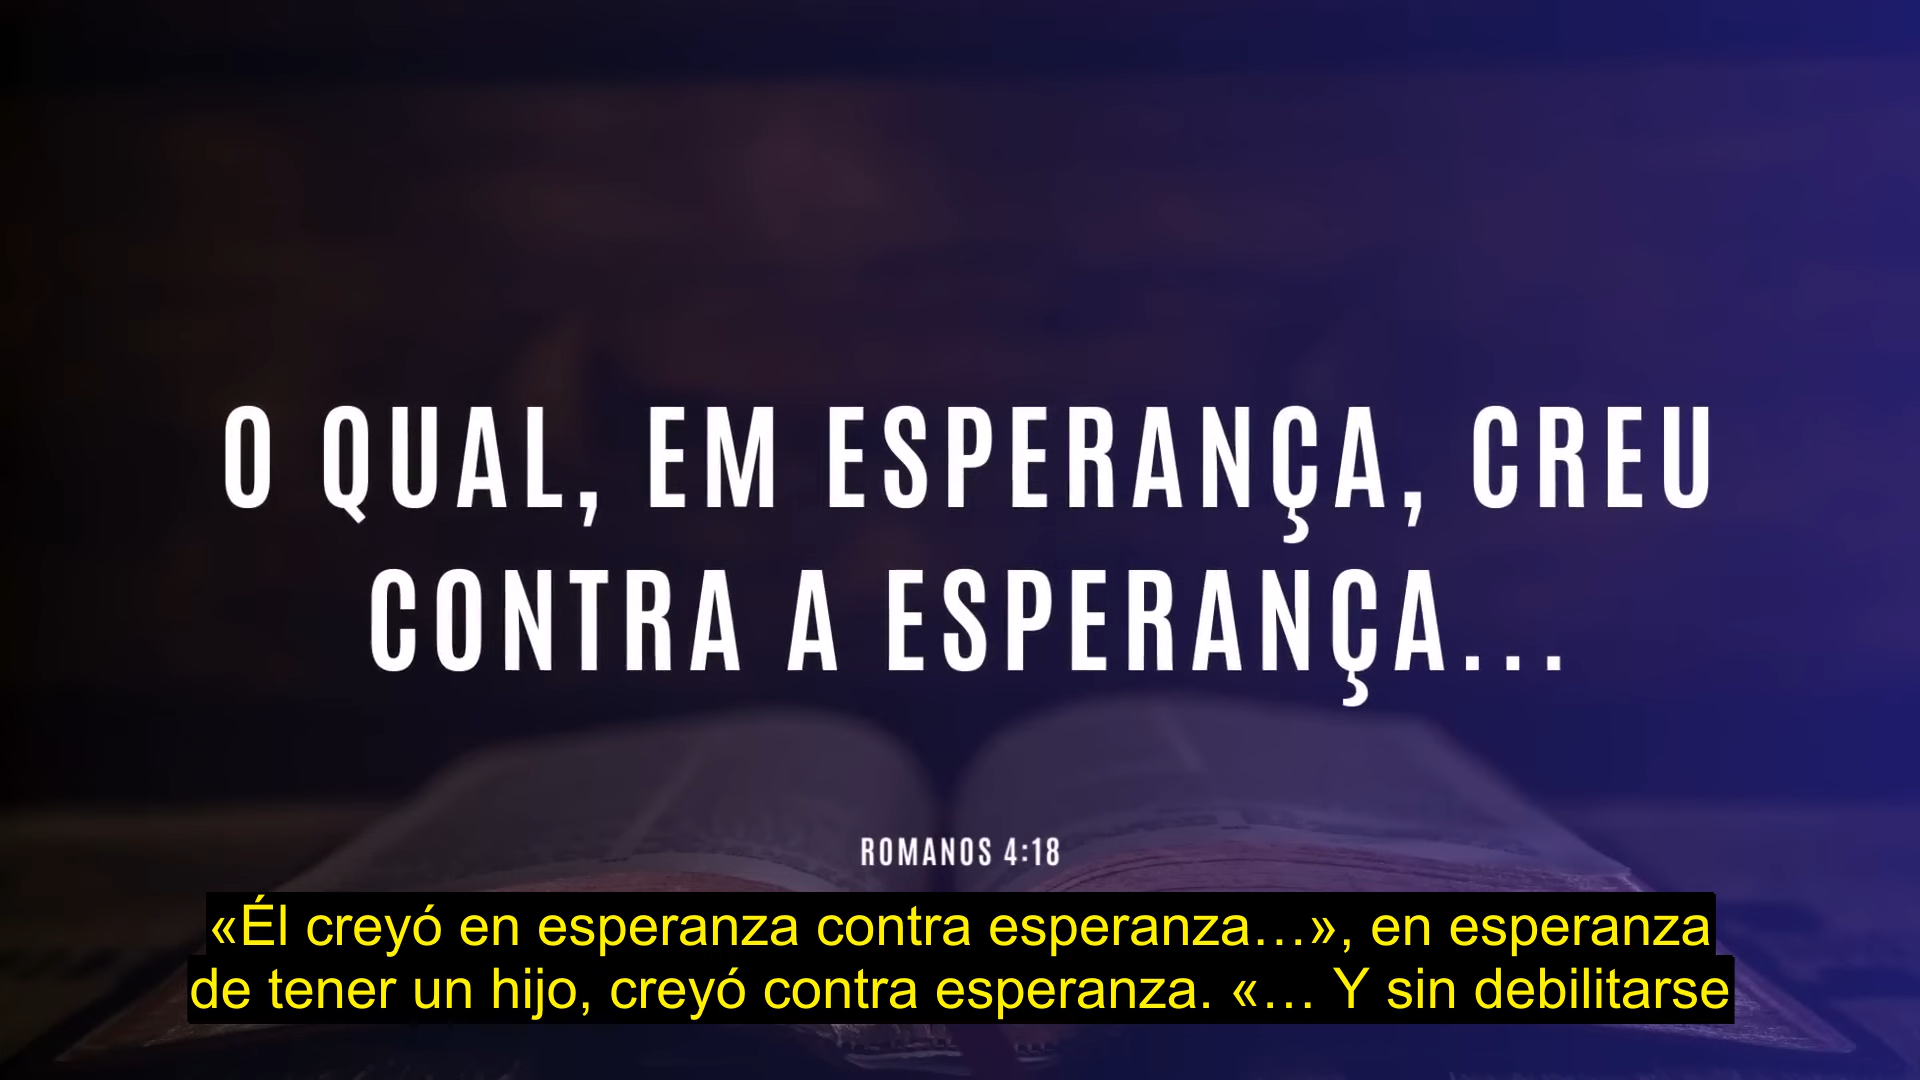 O QUAL, EM ESPERANÇA, CREU
CONTRA A ESPERANÇA...
ROMANOS 4:18
«Él creyó en esperanza contra esperanza…», en esperanza
de tener un hijo, creyó contra esperanza. «… Y sin debilitarse